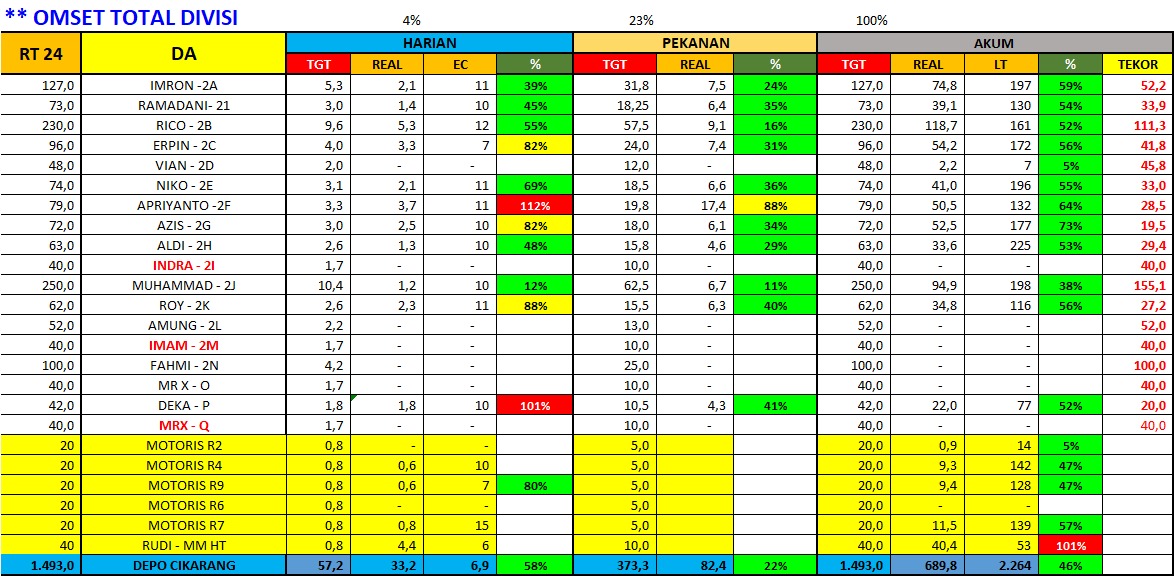 ** OMSET TOTAL DIVISI 4% 23% 100%
RT 24 DA HARIAN PEKANAN AKUM
TGT REAL EC % TGT REAL % TGT REAL LT % TEKOR
127,0 IMRON -2A 5,3 2,1 11 39% 31,8 7,5 24% 127,0 74,8 197 59% 52,2
73,0 RAMADANI- 21 3,0 1,4 10 45% 18,25 6,4 35% 73,0 39,1 130 54% 33,9
230,0 RICO - 2B 9,6 5,3 12 55% 57,5 9,1 16% 230,0 118,7 161 52% 111,3
96,0 ERPIN - 2C 4,0 3,3 7 82% 24,0 7,4 31% 96,0 54,2 172 56% 41,8
48,0 VIAN - 2D 2,0 - - 12,0 - 48,0 2,2 7 5% 45,8
74,0 NIKO - 2E 3,1 2,1 11 69% 18,5 6,6 36% 74,0 41,0 196 55% 33,0
79,0 APRIYANTO -2F 3,3 3,7 11 112% 19,8 17,4 88% 79,0 50,5 132 64% 28,5
72,0 AZIS - 2G 3,0 2,5 10 82% 18,0 6,1 34% 72,0 52,5 177 73% 19,5
63,0 ALDI - 2H 2,6 1,3 10 48% 15,8 4,6 29% 63,0 33,6 225 53% 29,4
40,0 INDRA - 2I 1,7 - - 10,0 - 40,0 - - 40,0
250,0 MUHAMMAD - 2J 10,4 1,2 10 12% 62,5 6,7 11% 250,0 94,9 198 38% 155,1
62,0 ROY - 2K 2,6 2,3 11 88% 15,5 6,3 40% 62,0 34,8 116 56% 27,2
52,0 AMUNG - 2L 2,2 - - 13,0 - 52,0 - - 52,0
40,0 IMAM - 2M 1,7 - - 10,0 - 40,0 - - 40,0
100,0 FAHMI - 2N 4,2 - - 25,0 - 100,0 - - 100,0
40,0 MR X - O 1,7 - - 10,0 - 40,0 - - 40,0
42,0 DEKA - P 1,8 1,8 10 101% 10,5 4,3 41% 42,0 22,0 77 52% 20,0
40,0 MRX - Q 1,7 - - 10,0 - 40,0 - - 40,0
20 MOTORIS R2 0,8 - - 5,0 20,0 0,9 14 5%
20 MOTORIS R4 0,8 0,6 10 5,0 20,0 9,3 142 47%
20 MOTORIS R9 0,8 0,6 7 80% 5,0 20,0 9,4 128 47%
20 MOTORIS R6 0,8 - - 5,0 20,0 - -
20 MOTORIS R7 0,8 0,8 15 5,0 20,0 11,5 139 57%
40 RUDI - MM HT 0,8 4,4 6 10,0 40,0 40,4 53 101%
1.493,0 DEPO CIKARANG 57,2 33,2 6,9 58% 373,3 82,4 22% 1.493,0 689,8 2.264 46%